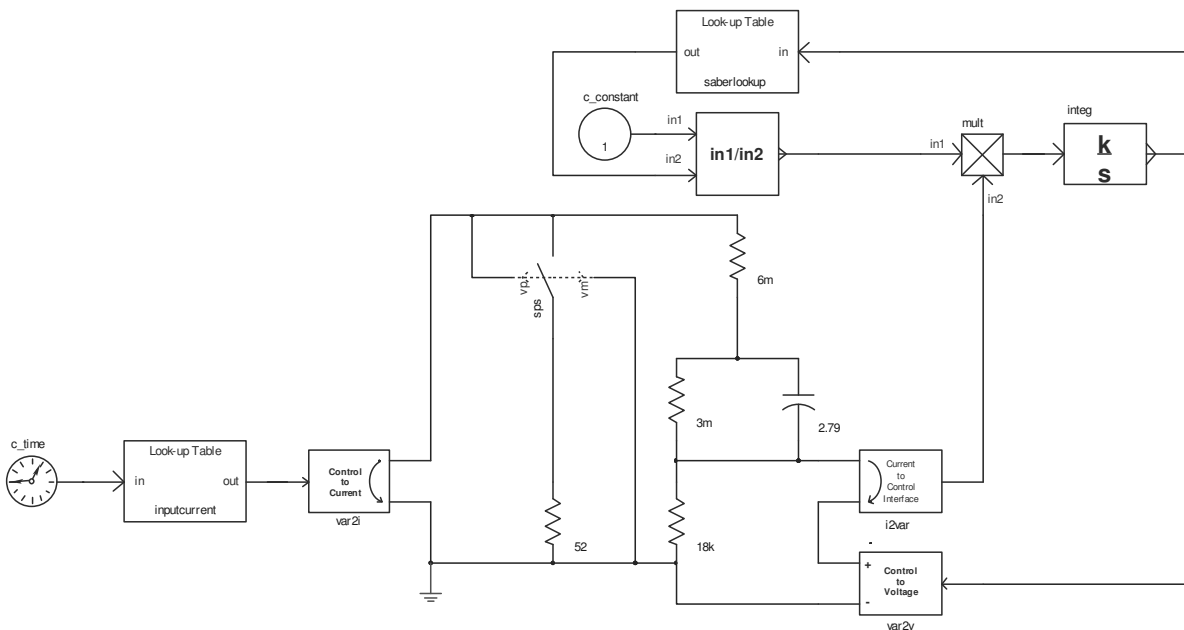 Look-up Table
out
in
saberlookup
c_constant
1
in1
in2
in1/in2
in1
mult
in2
integ
k
s
vp
vm
sps
6m
3m
2.79
c_time
Look-up Table
in
out
inputcurrent
Control
to
Current
var2i
52
18k
Current
to
Control
Interface
i2var
-
+
-
Control
to
Voltage
var2v